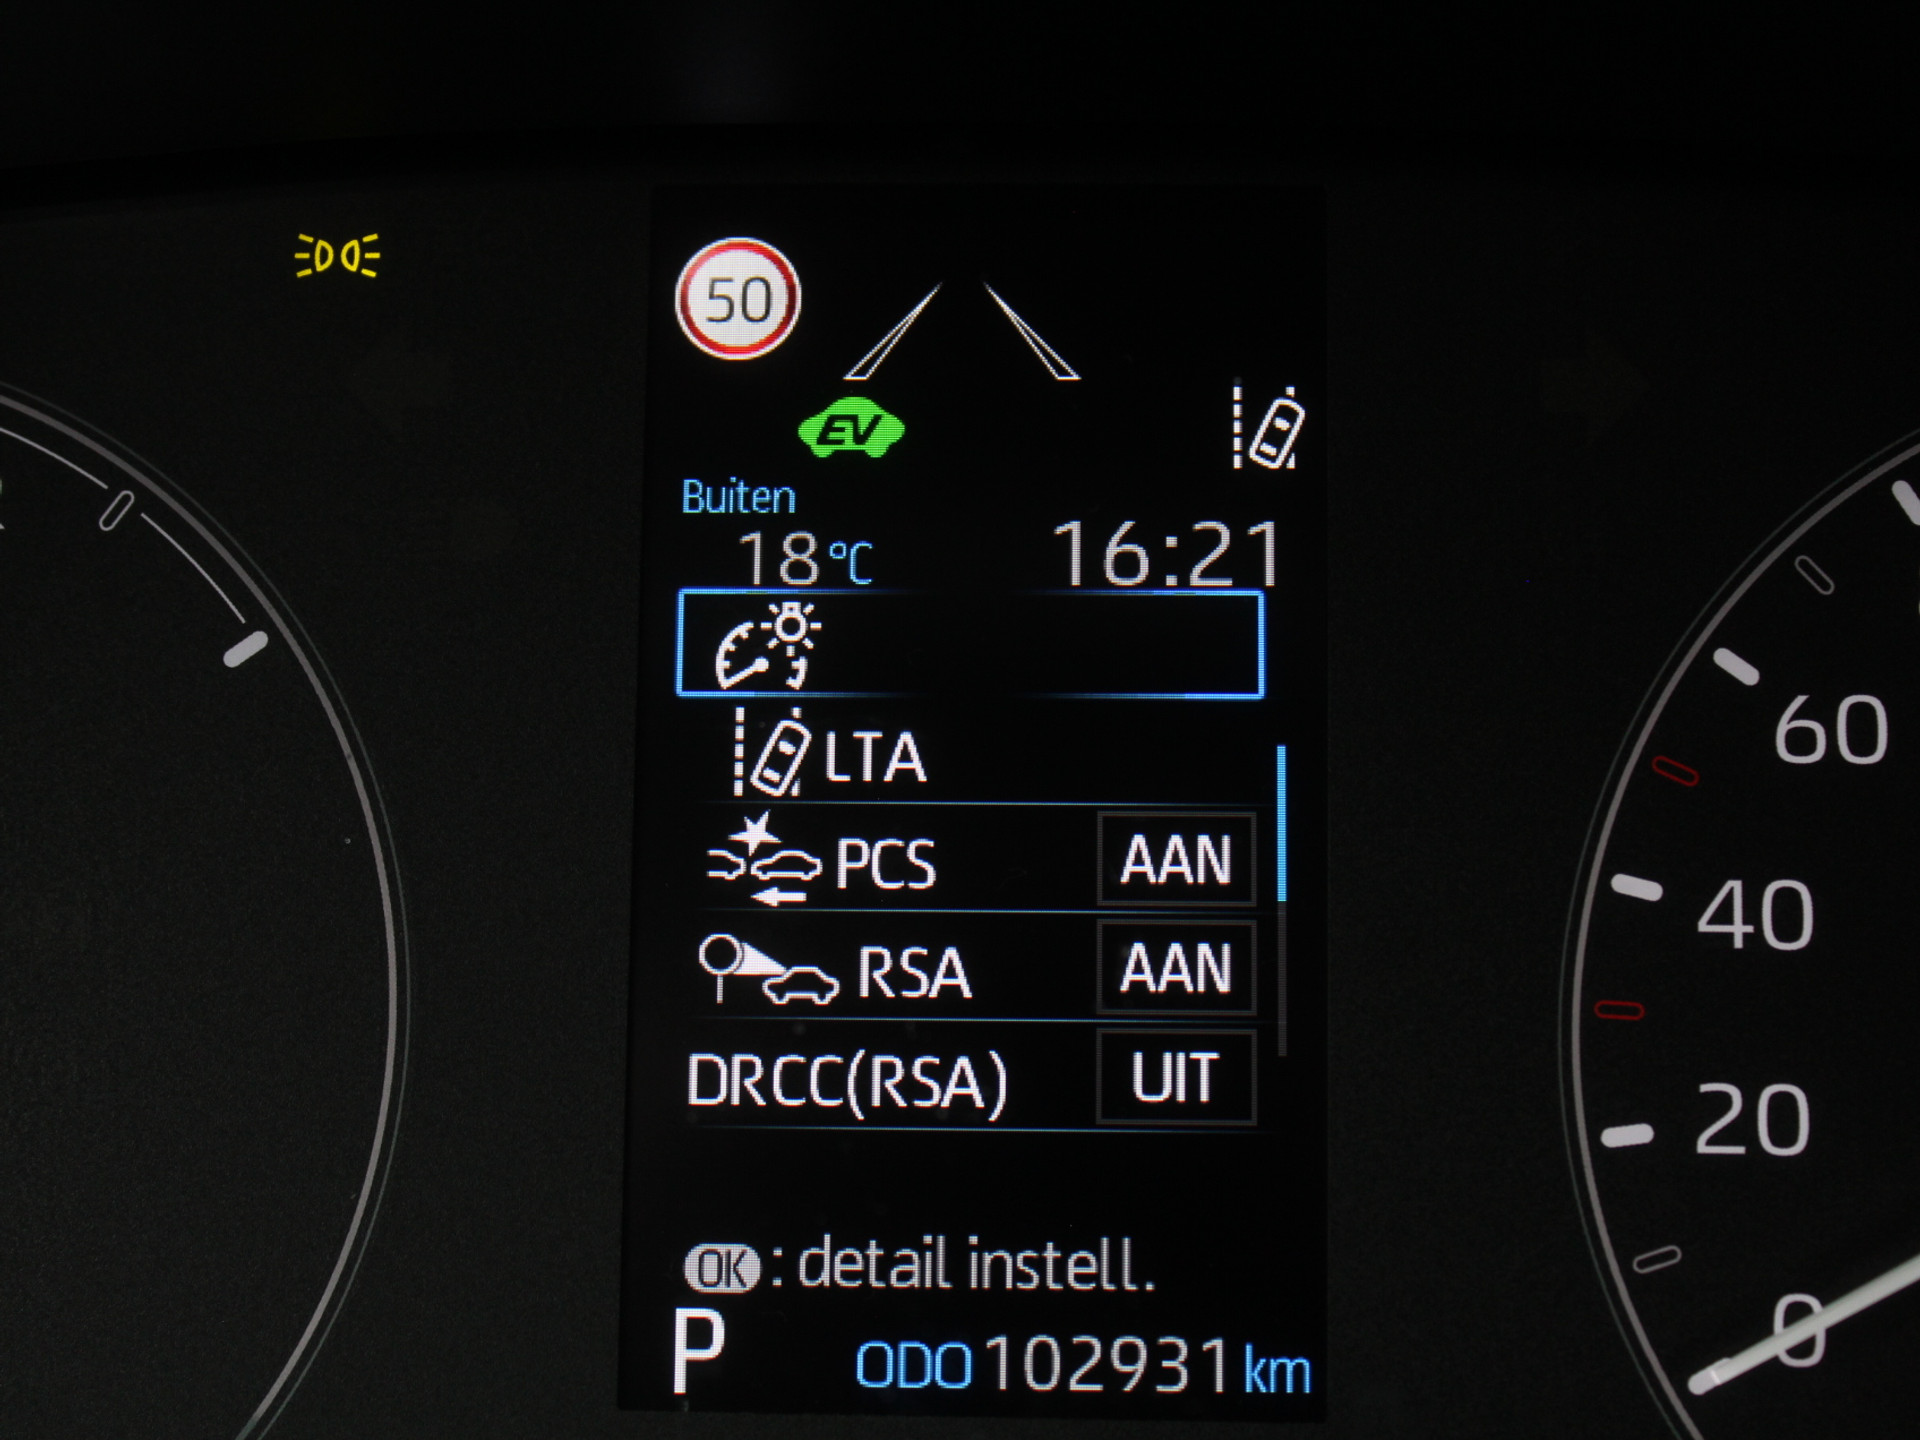 50
EV
Buiten
18°C 16:21
LTA
PCS AAN
RSA AAN
DRCC(RSA) UIT
OK : detail instell.
P ODO 102931 km
60
40
20
0